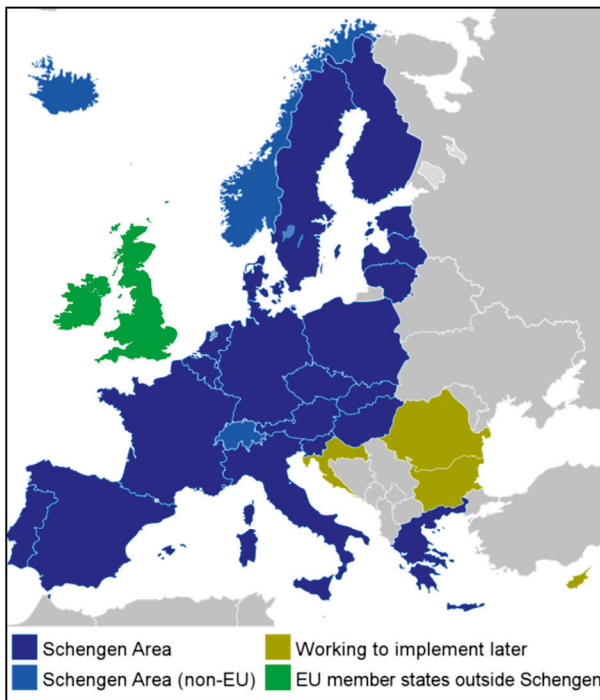 Schengen Area
Working to implement later
Schengen Area (non-EU)
EU member states outside Schengen